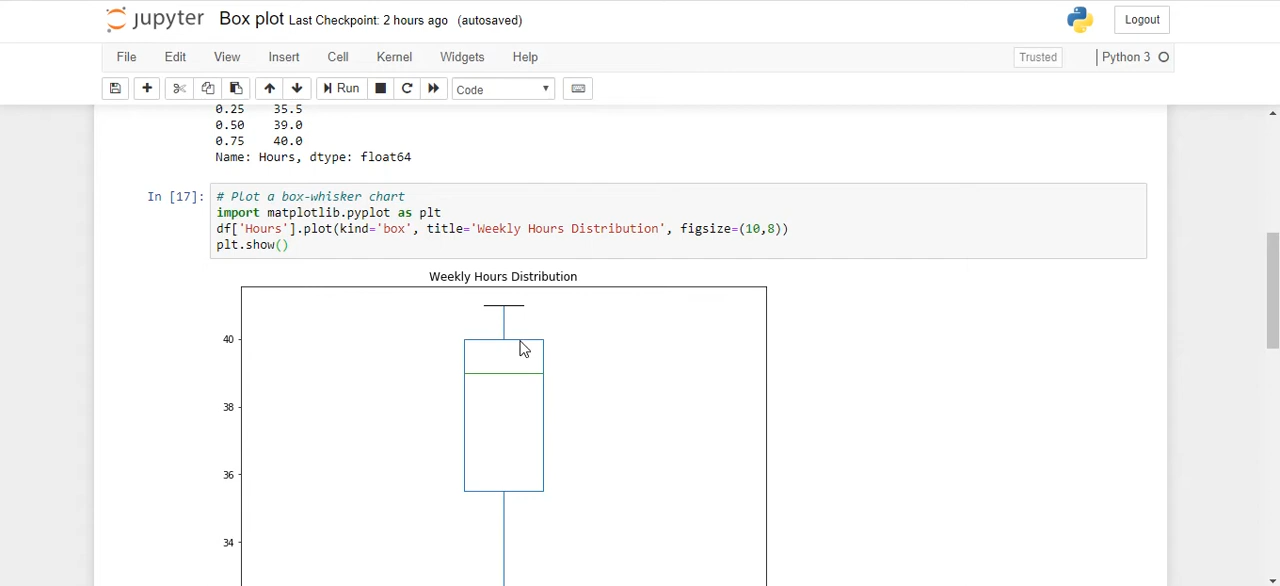 jupyter Box plot Last Checkpoint: 2 hours ago (autosaved) Logout
File Edit View Insert Cell Kernel Widgets Help Trusted Python 3
Run Code
0.25 35.5
0.50 39.0
0.75 40.0
Name: Hours, dtype: float64
In [17]: # Plot a box-whisker chart
import matplotlib.pyplot as plt
df['Hours'].plot(kind='box', title='Weekly Hours Distribution', figsize=(10,8))
plt.show()
Weekly Hours Distribution
40
38
36
34